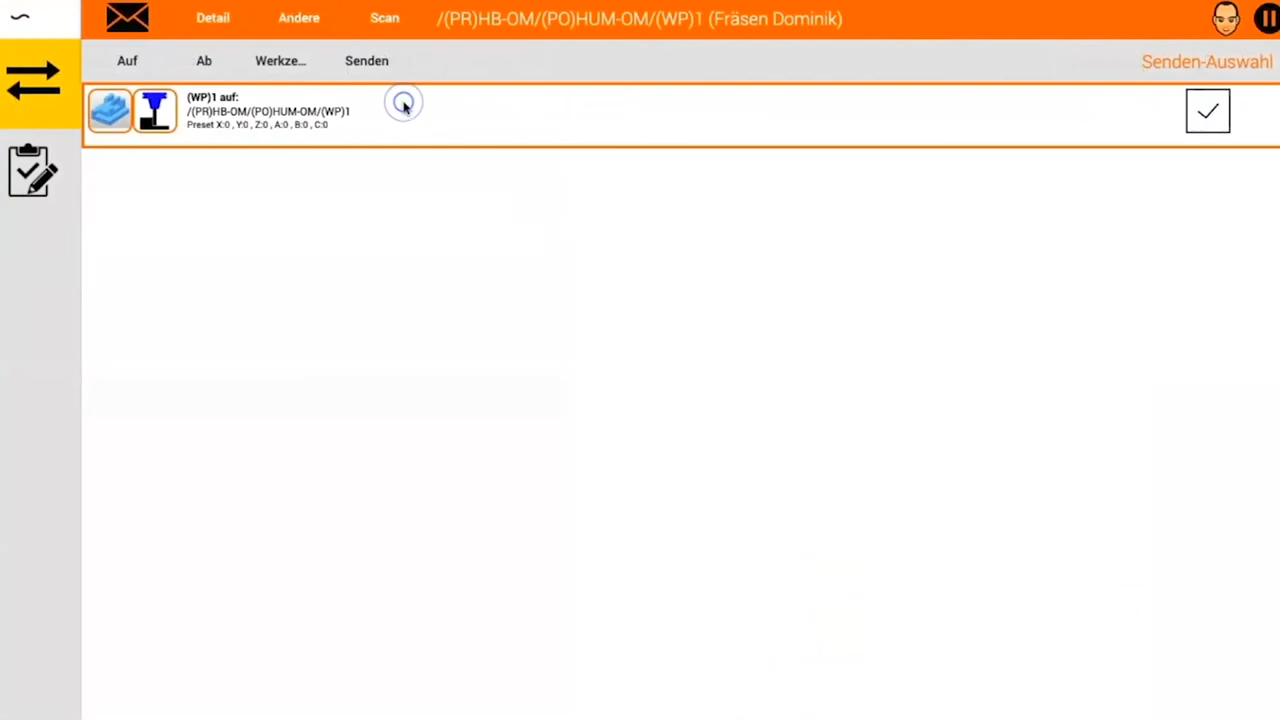 Detail Andere Scan /(PR)HB-OM/(PO)HUM-OM/(WP)1 (Fräsen Dominik)
Auf Ab Werkze... Senden Senden-Auswahl
(WP)1 auf:
/(PR)HB-OM/(PO)HUM-OM/(WP)1
Preset X:0 , Y:0 , Z:0 , A:0 , B:0 , C:0